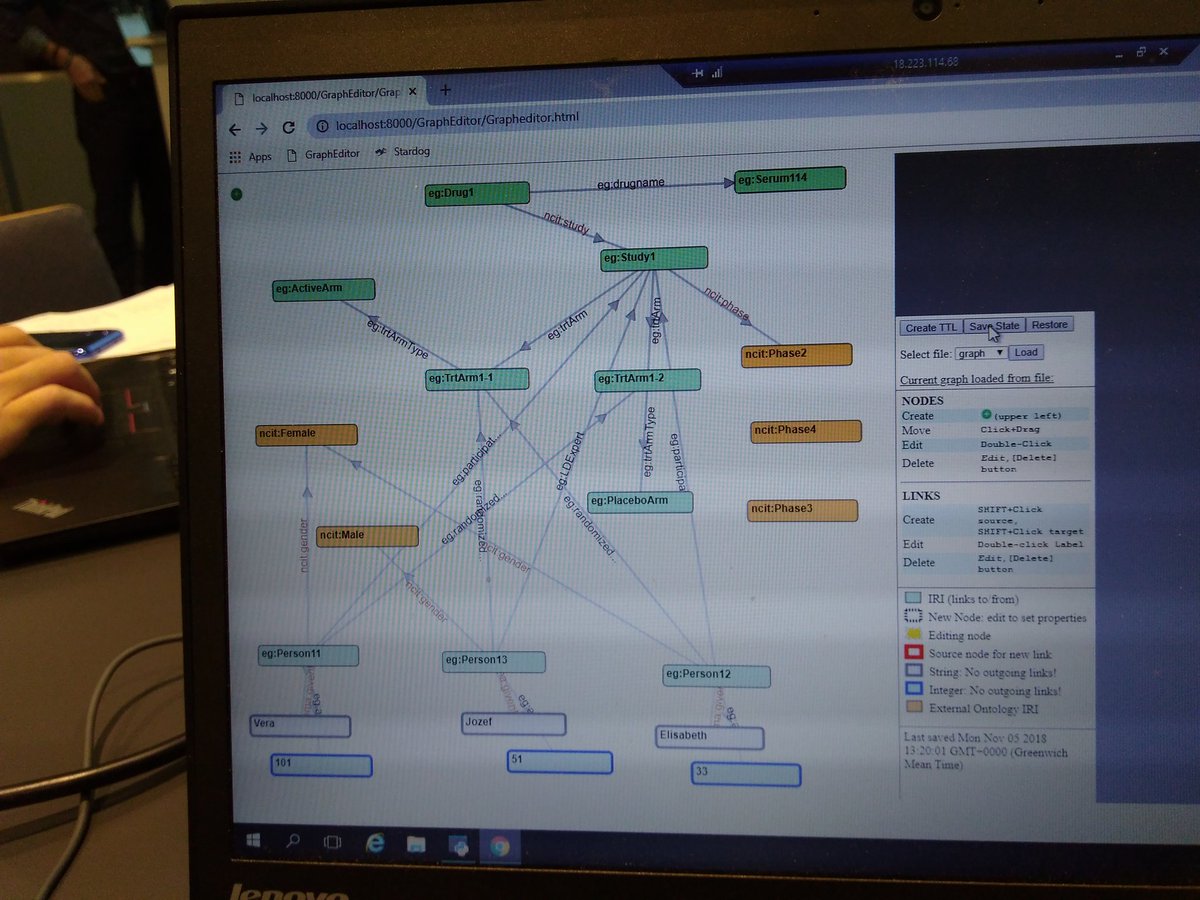 18.223.114.68
localhost:8000/GraphEditor/Grap
localhost:8000/GraphEditor/Grapheditor.html
Apps GraphEditor Stardog
eg:Drug1
eg:drugname
eg:Serum114
ncit:study
eg:Study1
eg:ActiveArm
eg:trtArmType
eg:trtArm
eg:trtArm
ncit:phase
ncit:Phase2
eg:TrtArm1-1
eg:TrtArm1-2
ncit:Female
ncit:Phase4
eg:participat...
eg:LDExpert
eg:trtArmType
eg:participa
eg:PlaceboArm
ncit:Phase3
eg:randomized...
eg:randomized...
eg:randomized...
ncit:Male
ncit:gender
ncit:gender
ncit:gender
eg:Person11
eg:Person13
eg:Person12
Vera
Jozef
Elisabeth
101
51
33
Create TTL Save State Restore
Select file: graph Load
Current graph loaded from file:
NODES
Create (upper left)
Move Click+Drag
Edit Double-Click
Delete Edit, [Delete]
button
LINKS
Create SHIFT+Click
source,
SHIFT+Click target
Edit Double-click Label
Delete Edit, [Delete]
button
IRI (links to/from)
New Node: edit to set properties
Editing node
Source node for new link
String: No outgoing links!
Integer: No outgoing links!
External Ontology IRI
Last saved Mon Nov 05 2018
13:20:01 GMT+0000 (Greenwich
Mean Time)
lenovo
ThinkPad